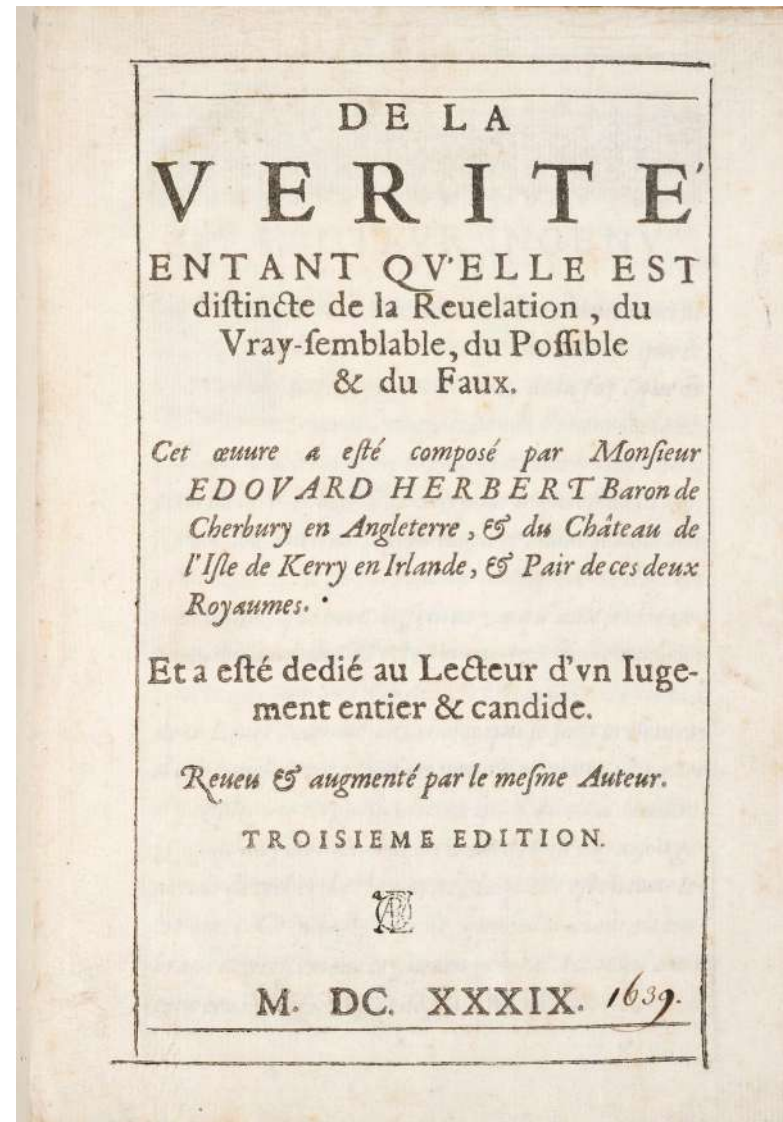 DE LA
VERITE'
ENTANT QV'ELLE EST
diſtincte de la Reuelation, du
Vray-ſemblable, du Poſſible
& du Faux.
Cet œuure a eſté composé par Monſieur
EDOVARD HERBERT Baron de
Cherbury en Angleterre, & du Château de
l'Iſle de Kerry en Irlande, & Pair de ces deux
Royaumes.
Et a eſté dedié au Lecteur d'vn Iuge-
ment entier & candide.
Reueu & augmenté par le meſme Auteur.
TROISIEME EDITION.
M. DC. XXXIX. 1639.